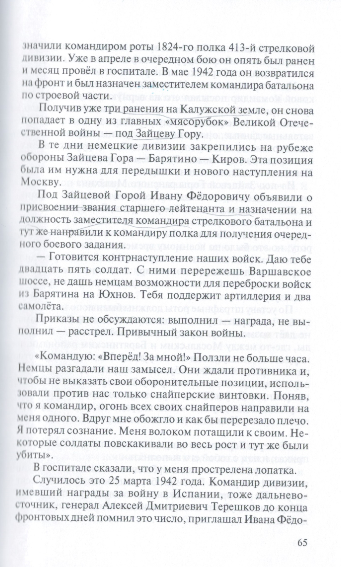 значили командиром роты 1824-го полка 413-й стрелковой
дивизии. Уже в апреле в очередном бою он опять был ранен
и месяц провёл в госпитале. В мае 1942 года он возвратился
на фронт и был назначен заместителем командира батальона
по строевой части.
Получив уже три ранения на Калужской земле, он снова
попадает в одну из главных «мясорубок» Великой Отече-
ственной войны — под Зайцеву Гору.
В те дни немецкие дивизии закрепились на рубеже
обороны Зайцева Гора — Барятино — Киров. Эта позиция
была им нужна для передышки и нового наступления на
Москву.
Под Зайцевой Горой Ивану Фёдоровичу объявили о
присвоении звания старшего лейтенанта и назначении на
должность заместителя командира стрелкового батальона и
тут же направили к командиру полка для получения очеред-
ного боевого задания.
— Готовится контрнаступление наших войск. Даю тебе
двадцать пять солдат. С ними перережешь Варшавское
шоссе, не дашь немцам возможности для переброски войск
из Барятина на Юхнов. Тебя поддержит артиллерия и два
самолёта.
Приказы не обсуждаются: выполнил — награда, не вы-
полнил — расстрел. Привычный закон войны.
«Командую: «Вперёд! За мной!» Ползли не больше часа.
Немцы разгадали наш замысел. Они ждали противника и,
чтобы не выказать свои оборонительные позиции, исполь-
зовали против нас только снайперские винтовки. Поняв,
что я командир, огонь всех своих снайперов направили на
меня одного. Вдруг меня обожгло и как бы перерезало плечо.
Я потерял сознание. Меня волоком потащили к своим. Не-
которые солдаты повскакивали во весь рост и тут же были
убиты».
В госпитале сказали, что у меня прострелена лопатка.
Случилось это 25 марта 1942 года. Командир дивизии,
имевший награды за войну в Испании, тоже дальнево-
сточник, генерал Алексей Дмитриевич Терешков до конца
фронтовых дней помнил это число, приглашал Ивана Фёдо-
65